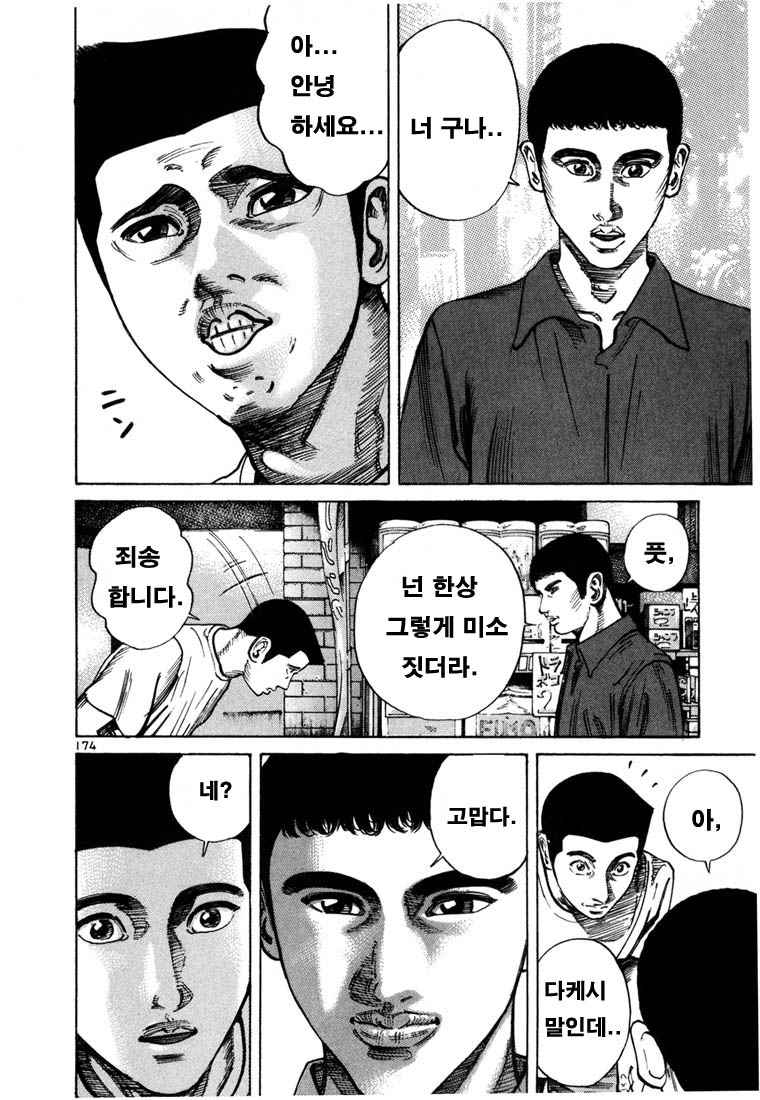 너 구나..
아...
안녕
하세요...
풋,
넌 한상
그렇게 미소
짓더라.
죄송
합니다.
174
아,
다케시
말인데..
고맙다.
네?